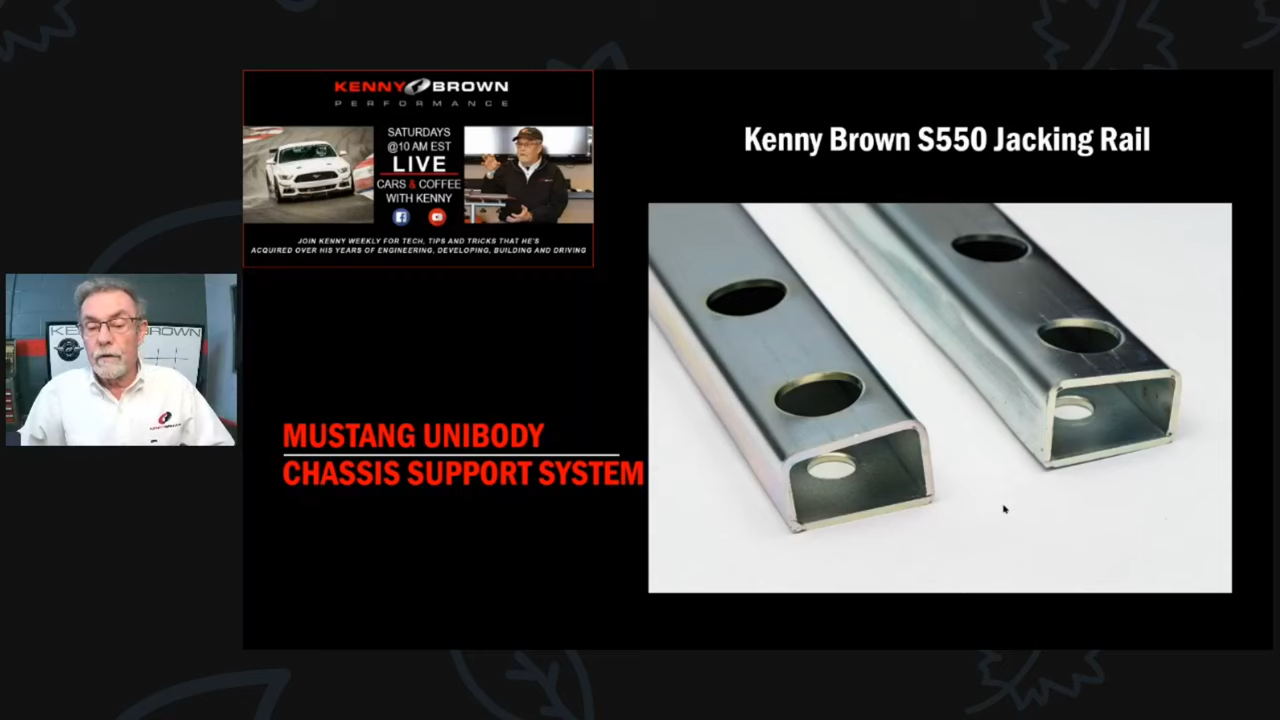 KENNY BROWN
PERFORMANCE
SATURDAYS
@10 AM EST
LIVE
CARS & COFFEE
WITH KENNY
JOIN KENNY WEEKLY FOR TECH, TIPS AND TRICKS THAT HE'S
ACQUIRED OVER HIS YEARS OF ENGINEERING, DEVELOPING, BUILDING AND DRIVING
Kenny Brown S550 Jacking Rail
MUSTANG UNIBODY
CHASSIS SUPPORT SYSTEM